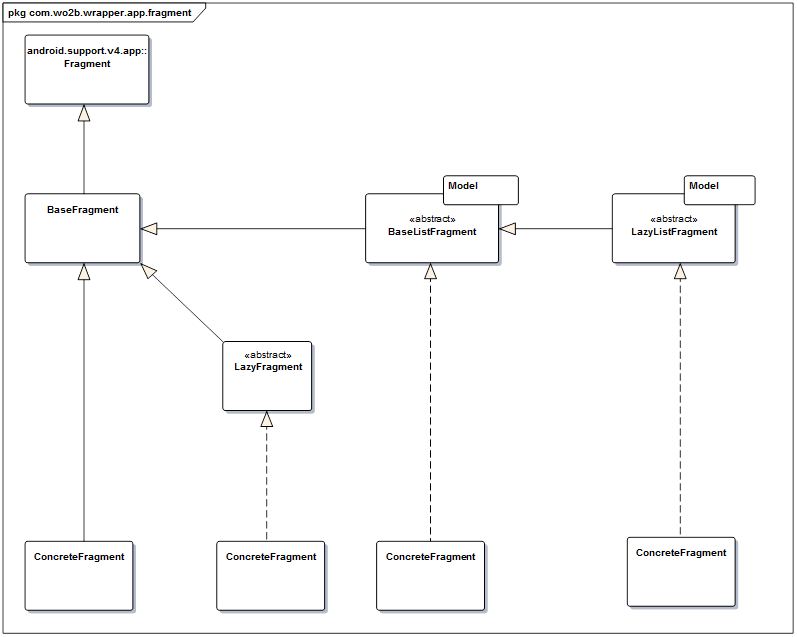 pkg com.wo2b.wrapper.app.fragment
android.support.v4.app::
Fragment
BaseFragment
Model
«abstract»
BaseListFragment
Model
«abstract»
LazyListFragment
«abstract»
LazyFragment
ConcreteFragment
ConcreteFragment
ConcreteFragment
ConcreteFragment